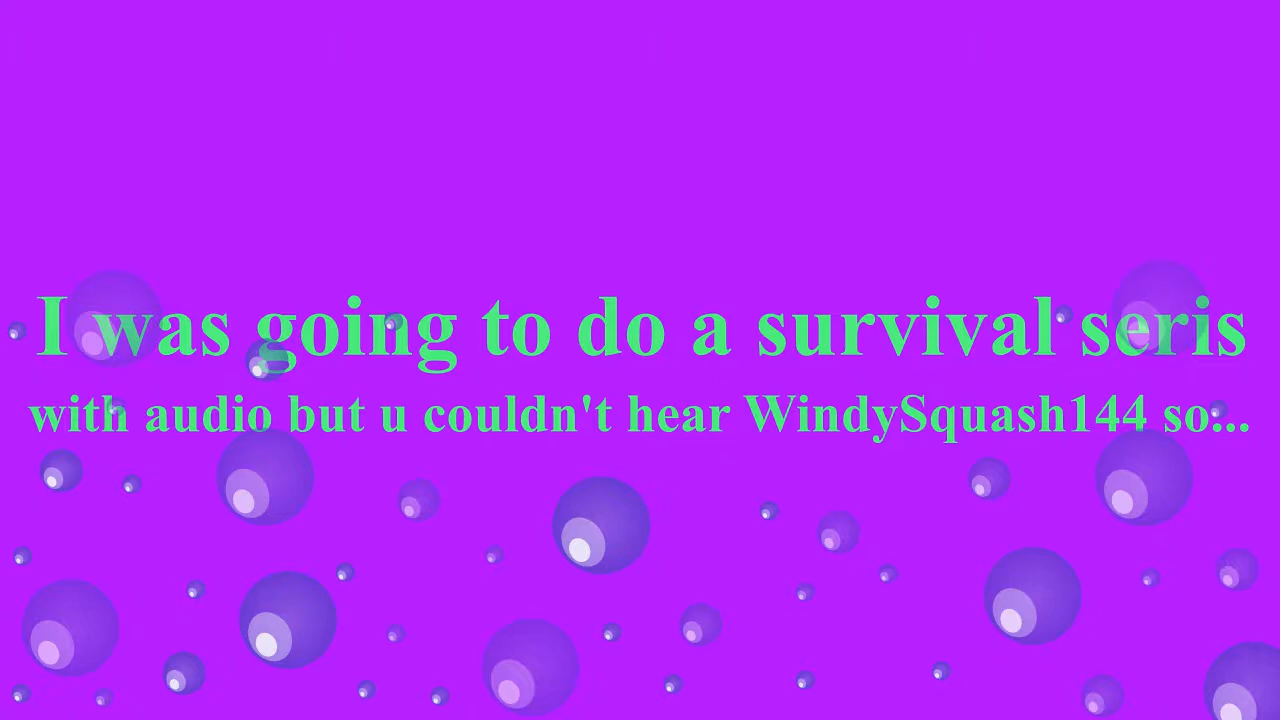 I was going to do a survival seris
with audio but u couldn't hear WindySquash144 so...